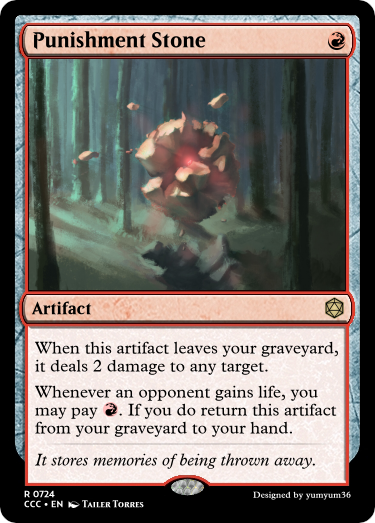 Punishment Stone
Artifact
When this artifact leaves your graveyard,
it deals 2 damage to any target.
Whenever an opponent gains life, you
may pay . If you do return this artifact
from your graveyard to your hand.
It stores memories of being thrown away.
R 0724
CCC • EN Tailer Torres
Designed by yumyum36